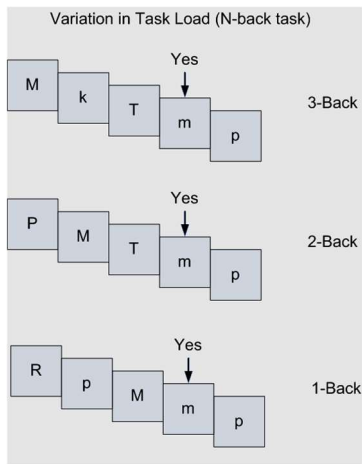 Variation in Task Load (N-back task)
Yes
M k T m p
3-Back
Yes
P M T m p
2-Back
Yes
R p M m p
1-Back